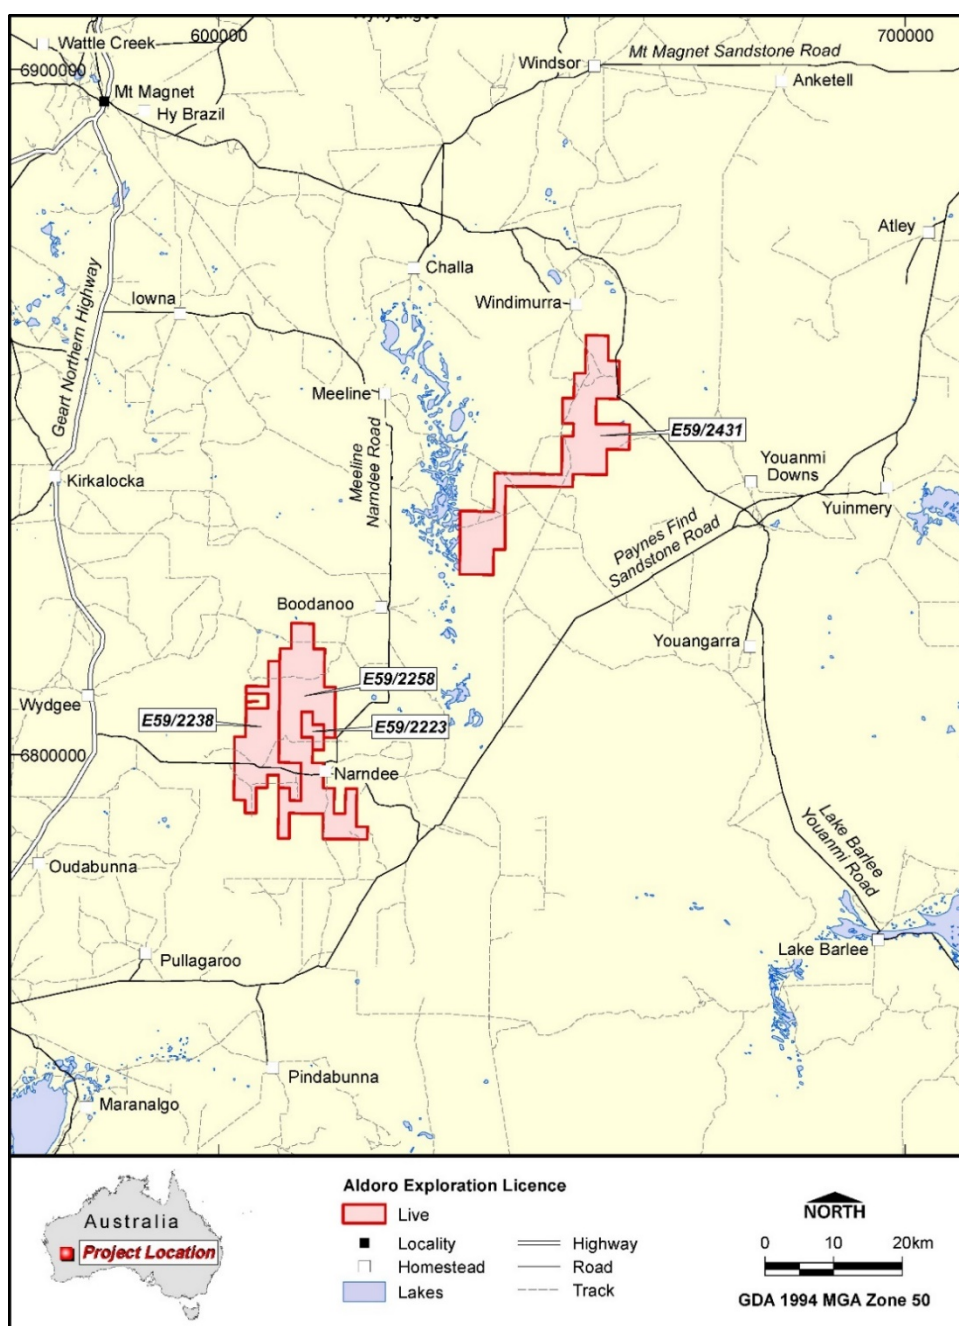 600000
700000
Wattle Creek
6900000
Mt Magnet
Hy Brazil
Windsor
Mt Magnet Sandstone Road
Anketell
Atley
Challa
Windimurra
Iowna
Geart Northern Highway
Meeline
Meeline
Narndee Road
E59/2431
Kirkalocka
Youanmi
Downs
Yuinmery
Paynes Find
Sandstone Road
Boodanoo
Youangarra
E59/2258
Wydgee
E59/2238
E59/2223
6800000
Narndee
Lake Barlee
Youanmi Road
Oudabunna
Lake Barlee
Pullagaroo
Pindabunna
Maranalgo
Australia
Project Location
Aldoro Exploration Licence
Live
Locality
Homestead
Lakes
Highway
Road
Track
NORTH
0 10 20km
GDA 1994 MGA Zone 50